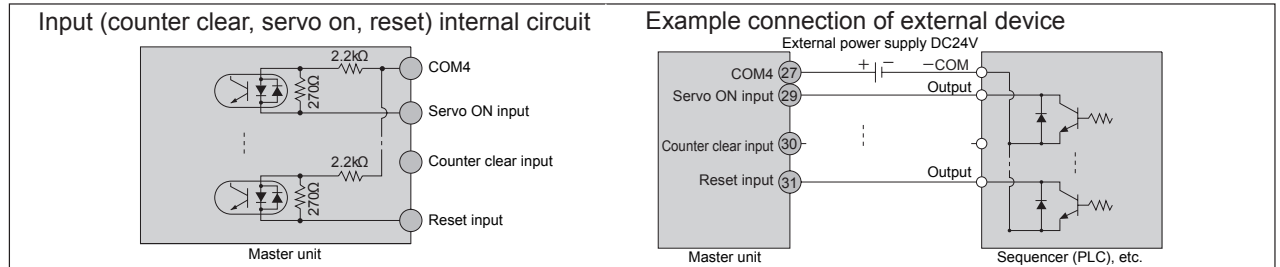 Input (counter clear, servo on, reset) internal circuit
2.2kΩ
COM4
270Ω
Servo ON input
Counter clear input
2.2kΩ
270Ω
Reset input
Master unit
Example connection of external device
External power supply DC24V
COM4 27 + − −COM
Servo ON input 29 Output
Counter clear input 30
Reset input 31 Output
Master unit
Sequencer (PLC), etc.